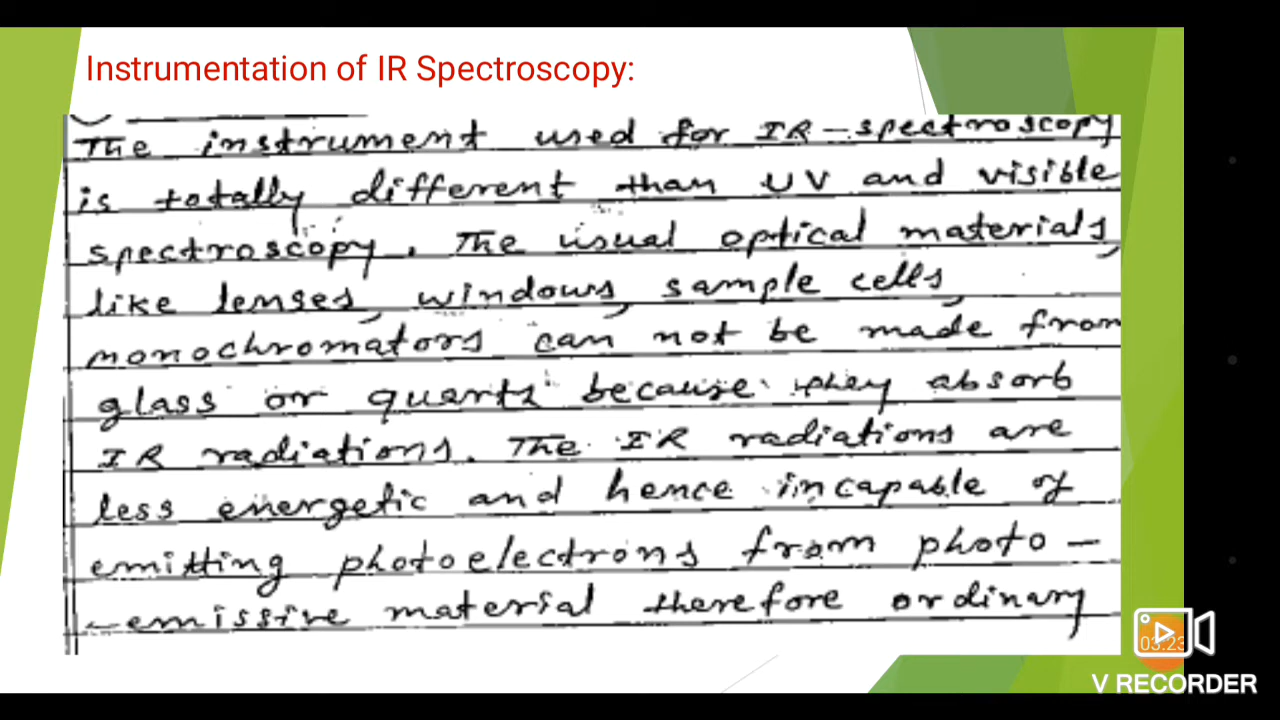 Instrumentation of IR Spectroscopy:
The instrument used for IR-spectroscopy
is totally different than UV and visible
spectroscopy. The usual optical materials,
like lenses, windows, sample cells,
monochromators can not be made from
glass or quartz because they absorb
IR radiations. The IR radiations are
less energetic and hence incapable of
emitting photoelectrons from photo-
-emissive material therefore ordinary
03:23
V RECORDER